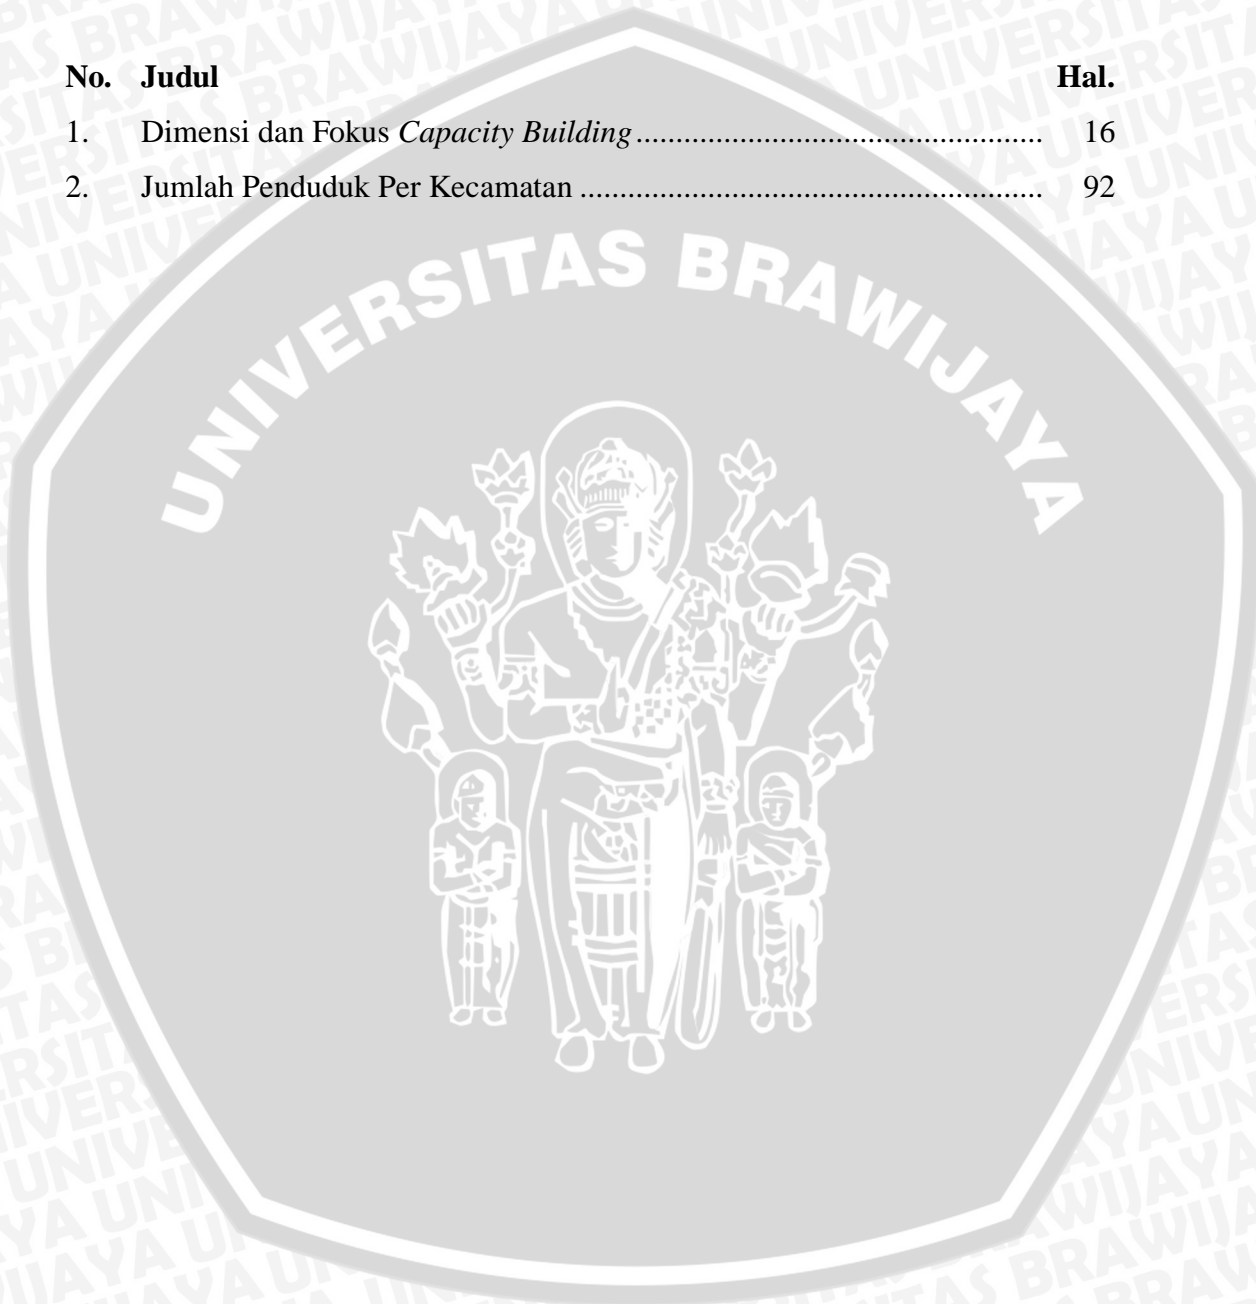 No. Judul Hal.
1. Dimensi dan Fokus Capacity Building................................................... 16
2. Jumlah Penduduk Per Kecamatan .......................................................... 92
UNIVERSITAS BRAWIJAYA